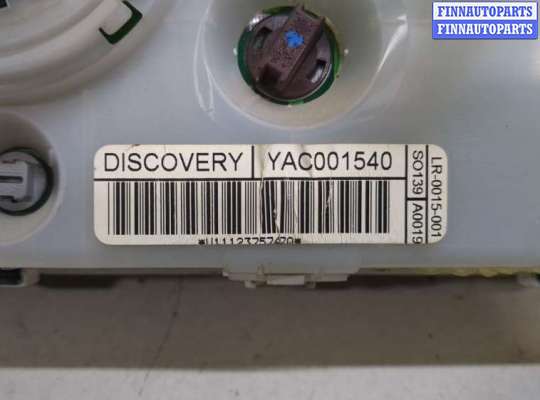 FINNAUTOPARTS
FINNAUTOPARTS
DISCOVERY YAC001540
LR-0015-001
SO139 A0019